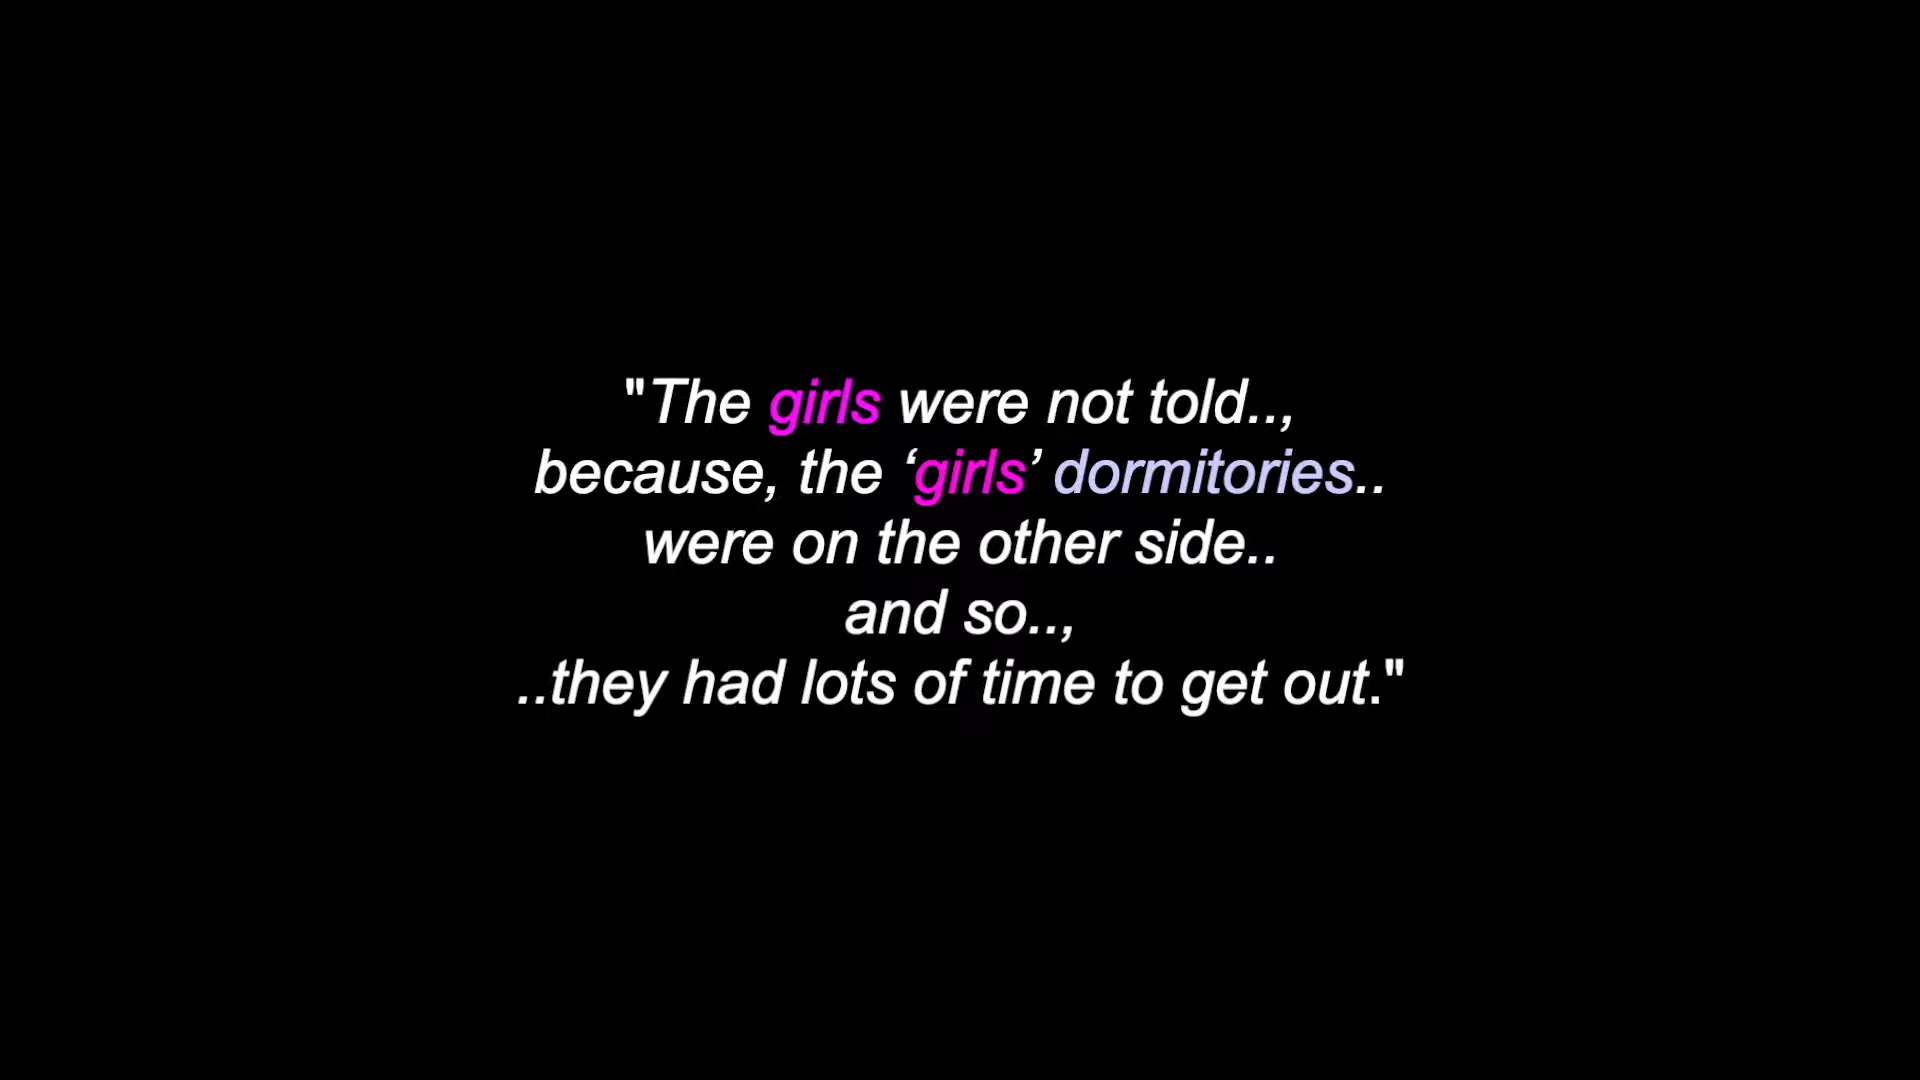 "The girls were not told..,
because, the ‘girls’ dormitories..
were on the other side..
and so..,
..they had lots of time to get out."